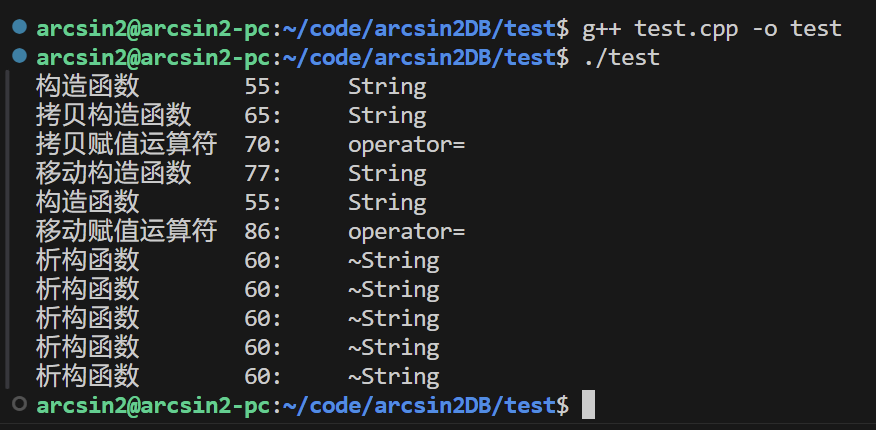 arcsin2@arcsin2-pc:~/code/arcsin2DB/test$ g++ test.cpp -o test
arcsin2@arcsin2-pc:~/code/arcsin2DB/test$ ./test
构造函数 55: String
拷贝构造函数 65: String
拷贝赋值运算符 70: operator=
移动构造函数 77: String
构造函数 55: String
移动赋值运算符 86: operator=
析构函数 60: ~String
析构函数 60: ~String
析构函数 60: ~String
析构函数 60: ~String
析构函数 60: ~String
arcsin2@arcsin2-pc:~/code/arcsin2DB/test$